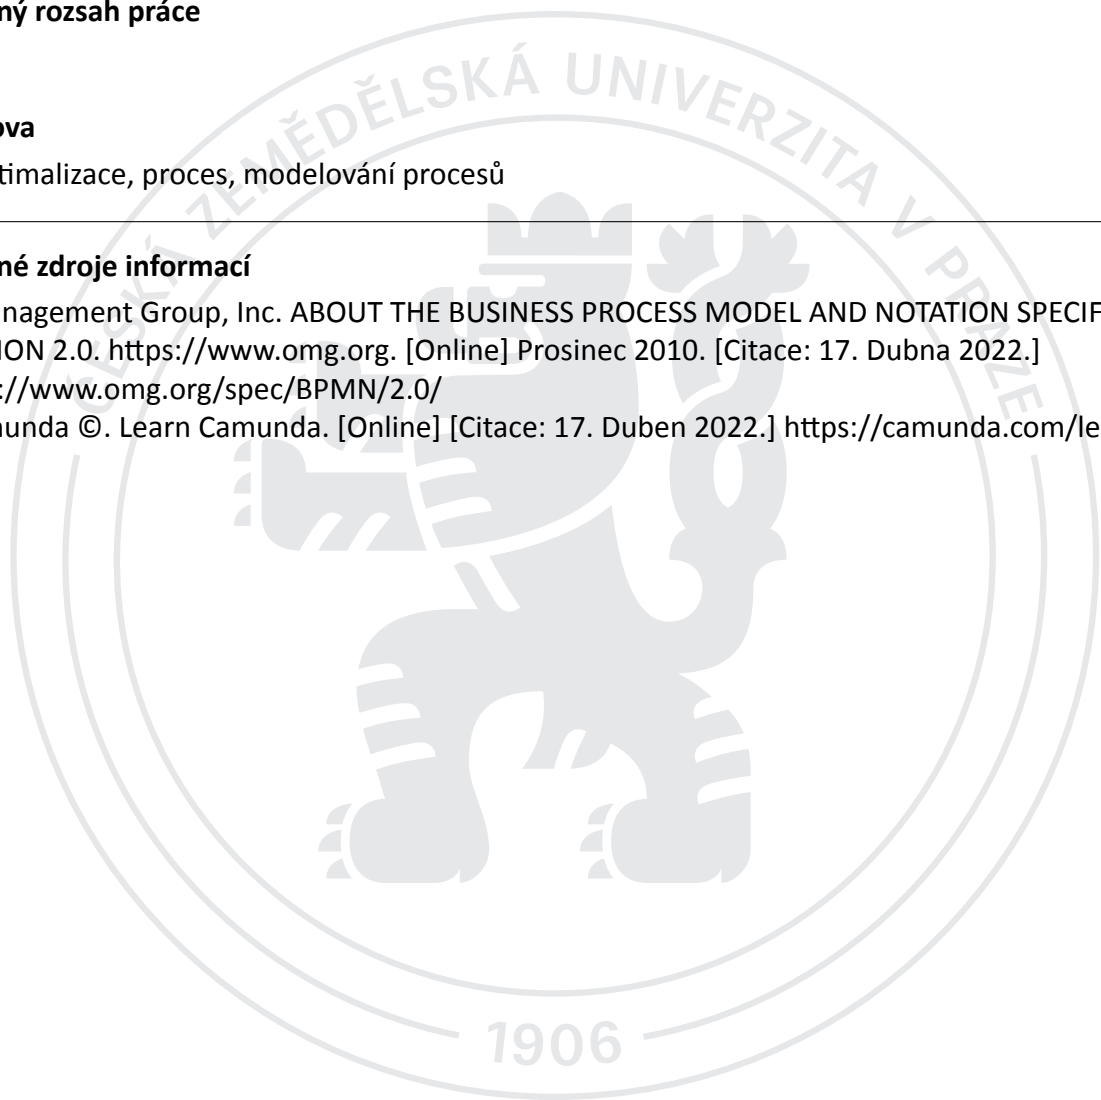 ný rozsah práce
ova
timalizace, proces, modelování procesů
né zdroje informací
nagement Group, Inc. ABOUT THE BUSINESS PROCESS MODEL AND NOTATION SPECIF
ION 2.0. https://www.omg.org. [Online] Prosinec 2010. [Citace: 17. Dubna 2022.]
://www.omg.org/spec/BPMN/2.0/
unda ©. Learn Camunda. [Online] [Citace: 17. Duben 2022.] https://camunda.com/le
ČESKÁ ZEMĚDĚLSKÁ UNIVERZITA V PRAZE
1906